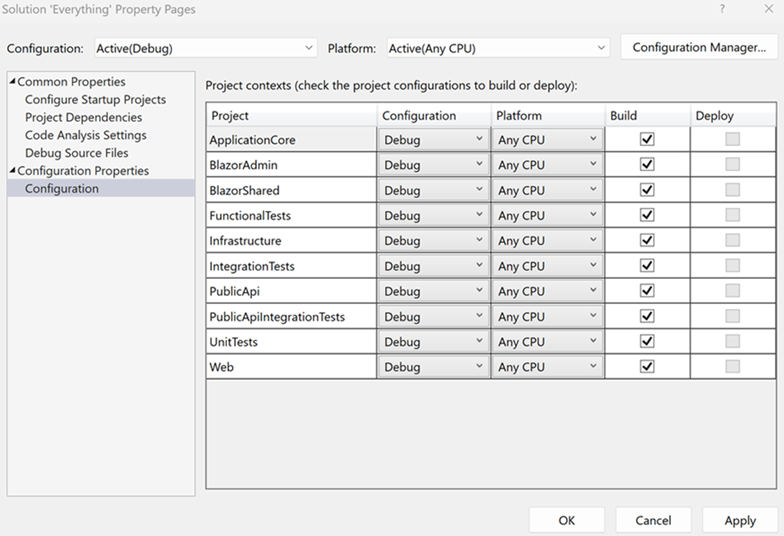 Solution 'Everything' Property Pages
?
Configuration: Active(Debug) Platform: Active(Any CPU) Configuration Manager...
Common Properties
Configure Startup Projects
Project Dependencies
Code Analysis Settings
Debug Source Files
Configuration Properties
Configuration
Project contexts (check the project configurations to build or deploy):
Project Configuration Platform Build Deploy
ApplicationCore Debug Any CPU
BlazorAdmin Debug Any CPU
BlazorShared Debug Any CPU
FunctionalTests Debug Any CPU
Infrastructure Debug Any CPU
IntegrationTests Debug Any CPU
PublicApi Debug Any CPU
PublicApiIntegrationTests Debug Any CPU
UnitTests Debug Any CPU
Web Debug Any CPU
OK Cancel Apply